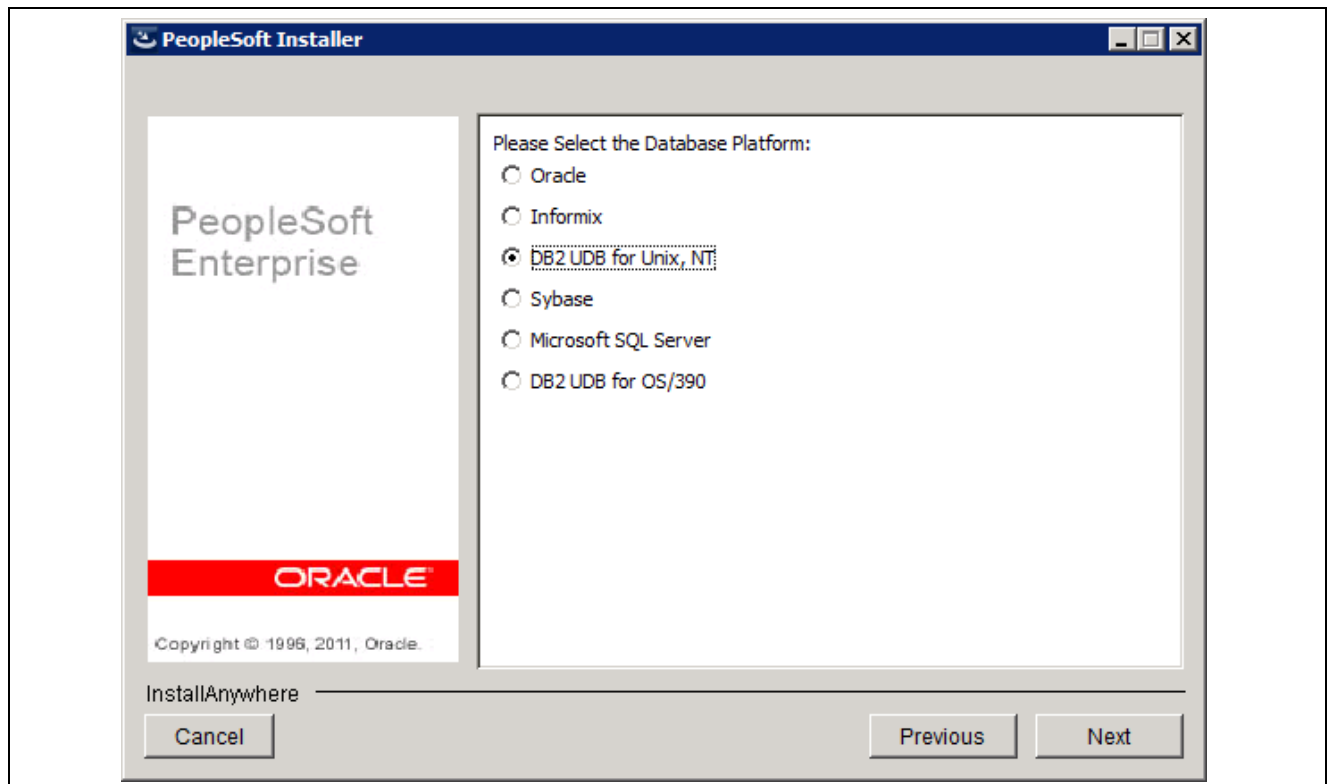 PeopleSoft Installer
PeopleSoft
Enterprise
ORACLE
Copyright © 1996, 2011, Oracle.
Please Select the Database Platform:
Oracle
Informix
DB2 UDB for Unix, NT
Sybase
Microsoft SQL Server
DB2 UDB for OS/390
InstallAnywhere
Cancel
Previous
Next